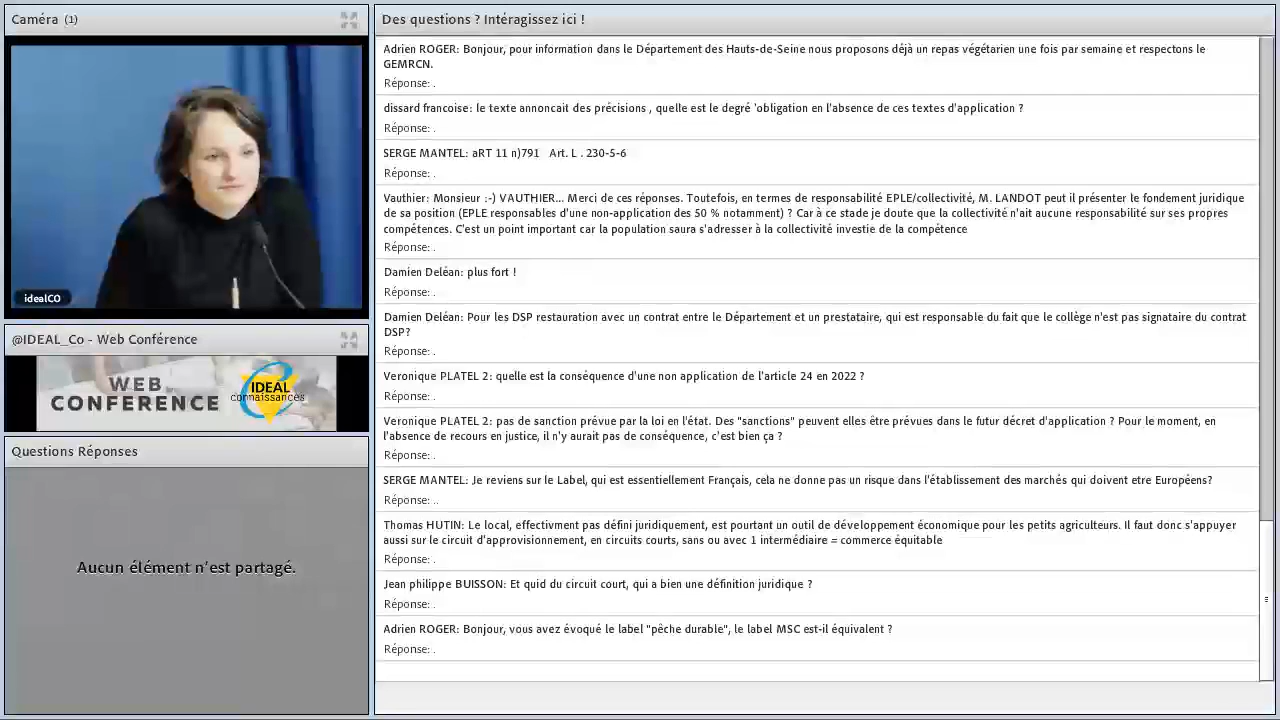 Caméra (1)
idealCO
@IDEAL_Co - Web Conférence
WEB
CONFERENCE
IDÉAL
connaissances
Questions Réponses
Aucun élément n'est partagé.
Des questions ? Intéragissez ici !
Adrien ROGER: Bonjour, pour information dans le Département des Hauts-de-Seine nous proposons déjà un repas végétarien une fois par semaine et respectons le
GEMRCN.
Réponse: .
dissard francoise: le texte annoncait des précisions , quelle est le degré 'obligation en l'absence de ces textes d'application ?
Réponse: .
SERGE MANTEL: aRT 11 n)791 Art. L . 230-5-6
Réponse: .
Vauthier: Monsieur :-) VAUTHIER... Merci de ces réponses. Toutefois, en termes de responsabilité EPLE/collectivité, M. LANDOT peut il présenter le fondement juridique
de sa position (EPLE responsables d'une non-application des 50 % notamment) ? Car à ce stade je doute que la collectivité n'ait aucune responsabilité sur ses propres
compétences. C'est un point important car la population saura s'adresser à la collectivité investie de la compétence
Réponse: .
Damien Deléan: plus fort !
Réponse: .
Damien Deléan: Pour les DSP restauration avec un contrat entre le Département et un prestataire, qui est responsable du fait que le collège n'est pas signataire du contrat
DSP?
Réponse: .
Veronique PLATEL 2: quelle est la conséquence d'une non application de l'article 24 en 2022 ?
Réponse: .
Veronique PLATEL 2: pas de sanction prévue par la loi en l'état. Des "sanctions" peuvent elles être prévues dans le futur décret d'application ? Pour le moment, en
l'absence de recours en justice, il n'y aurait pas de conséquence, c'est bien ça ?
Réponse: .
SERGE MANTEL: Je reviens sur le Label, qui est essentiellement Français, cela ne donne pas un risque dans l'établissement des marchés qui doivent etre Européens?
Réponse: ..
Thomas HUTIN: Le local, effectivment pas défini juridiquement, est pourtant un outil de développement économique pour les petits agriculteurs. Il faut donc s'appuyer
aussi sur le circuit d'approvisionnement, en circuits courts, sans ou avec 1 intermédiaire = commerce équitable
Réponse: .
Jean philippe BUISSON: Et quid du circuit court, qui a bien une définition juridique ?
Réponse: .
Adrien ROGER: Bonjour, vous avez évoqué le label "pêche durable", le label MSC est-il équivalent ?
Réponse: .